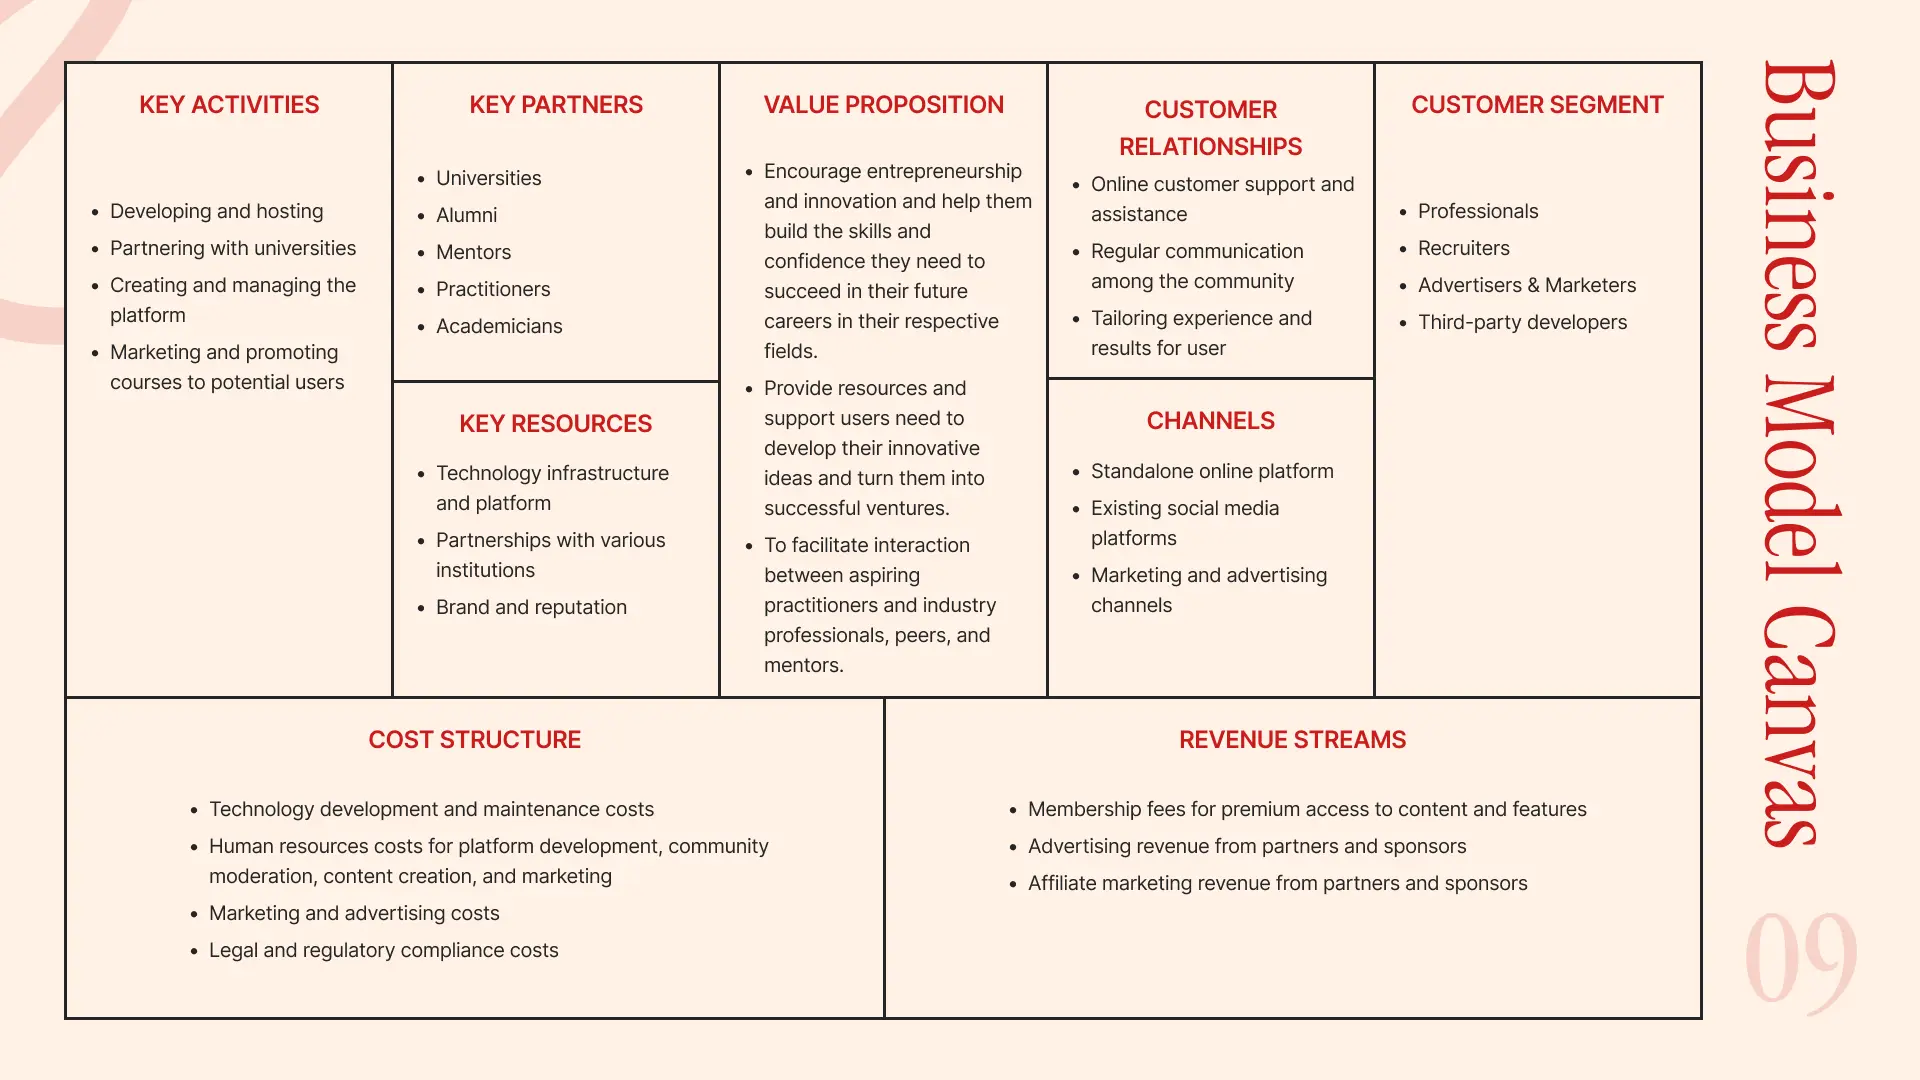 KEY ACTIVITIES
• Developing and hosting
• Partnering with universities
• Creating and managing the
platform
• Marketing and promoting
courses to potential users
KEY PARTNERS
• Universities
• Alumni
• Mentors
• Practitioners
• Academicians
KEY RESOURCES
• Technology infrastructure
and platform
• Partnerships with various
institutions
• Brand and reputation
VALUE PROPOSITION
• Encourage entrepreneurship
and innovation and help them
build the skills and
confidence they need to
succeed in their future
careers in their respective
fields.
• Provide resources and
support users need to
develop their innovative
ideas and turn them into
successful ventures.
• To facilitate interaction
between aspiring
practitioners and industry
professionals, peers, and
mentors.
CUSTOMER
RELATIONSHIPS
• Online customer support and
assistance
• Regular communication
among the community
• Tailoring experience and
results for user
CHANNELS
• Standalone online platform
• Existing social media
platforms
• Marketing and advertising
channels
CUSTOMER SEGMENT
• Professionals
• Recruiters
• Advertisers & Marketers
• Third-party developers
COST STRUCTURE
• Technology development and maintenance costs
• Human resources costs for platform development, community
moderation, content creation, and marketing
• Marketing and advertising costs
• Legal and regulatory compliance costs
REVENUE STREAMS
• Membership fees for premium access to content and features
• Advertising revenue from partners and sponsors
• Affiliate marketing revenue from partners and sponsors
Business Model Canvas
09